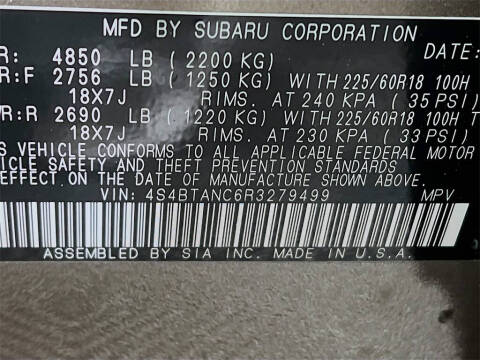 MFD BY SUBARU CORPORATION
R: 4850 LB (2200 KG) DATE:
R:F 2756 LB (1250 KG) WITH 225/60R18 100H
18X7J RIMS. AT 240 KPA (35 PSI)
R:R 2690 LB (1220 KG) WITH 225/60R18 100H T
18X7J RIMS. AT 230 KPA (33 PSI)
S VEHICLE CONFORMS TO ALL APPLICABLE FEDERAL MOTOR
ICLE SAFETY AND THEFT PREVENTION STANDARDS
EFFECT ON THE DATE OF MANUFACTURE SHOWN ABOVE.
VIN: 4S4BTANC6R3279499 MPV
ASSEMBLED BY SIA INC. MADE IN U.S.A.